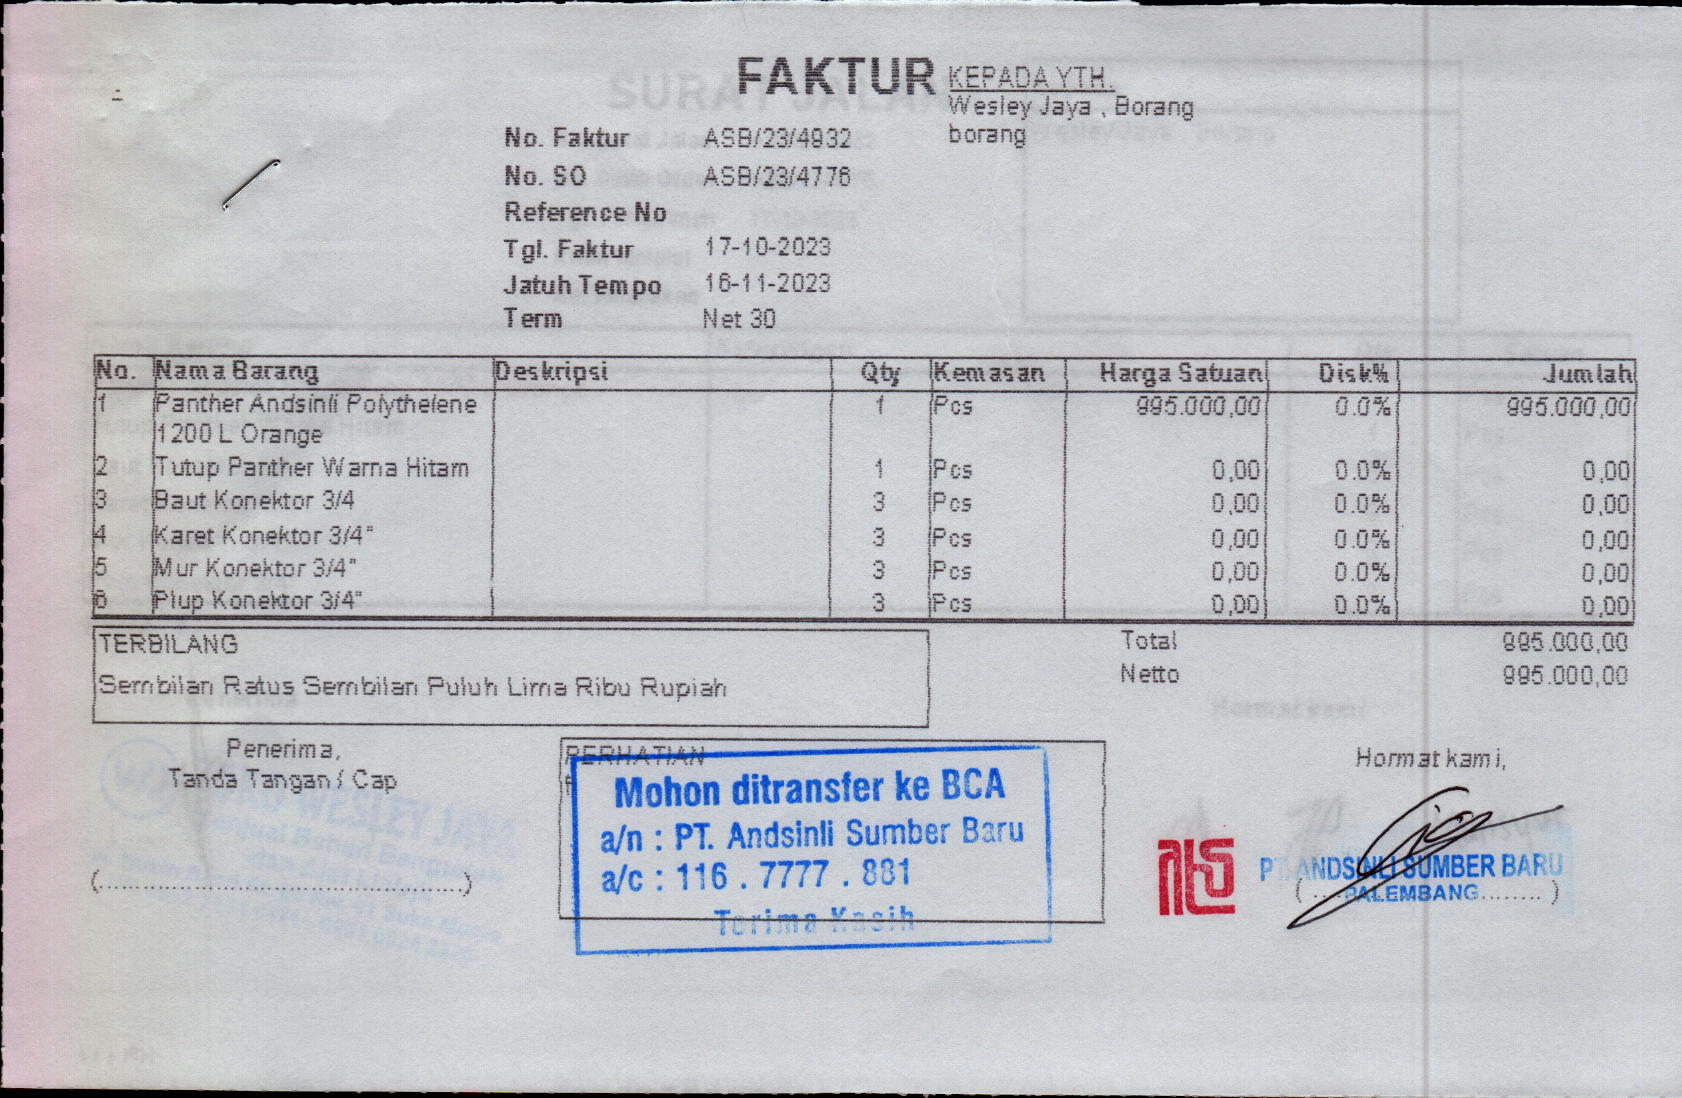 FAKTUR
KEPADA YTH.
Wesley Jaya , Borang
borang
No. Faktur ASB/23/4932
No. SO ASB/23/4776
Reference No
Tgl. Faktur 17-10-2023
Jatuh Tempo 16-11-2023
Term Net 30
No. Nama Barang Deskripsi Qty Kemasan Harga Satuan Disk% Jumlah
1 Panther Andsinli Polythelene 1 Pcs 995.000,00 0.0% 995.000,00
1200 L Orange
2 Tutup Panther Warna Hitam 1 Pcs 0,00 0.0% 0,00
3 Baut Konektor 3/4 3 Pcs 0,00 0.0% 0,00
4 Karet Konektor 3/4" 3 Pcs 0,00 0.0% 0,00
5 Mur Konektor 3/4" 3 Pcs 0,00 0.0% 0,00
6 Plup Konektor 3/4" 3 Pcs 0,00 0.0% 0,00
TERBILANG
Sembilan Ratus Sembilan Puluh Lima Ribu Rupiah
Total 995.000,00
Netto 995.000,00
Penerima,
Tanda Tangan / Cap
WESLEY JAYA
PERHATIAN
Mohon ditransfer ke BCA
a/n : PT. Andsinli Sumber Baru
a/c : 116 . 7777 . 881
Terima Kasih
Hormat kami,
PT ANDSINLI SUMBER BARU
PALEMBANG